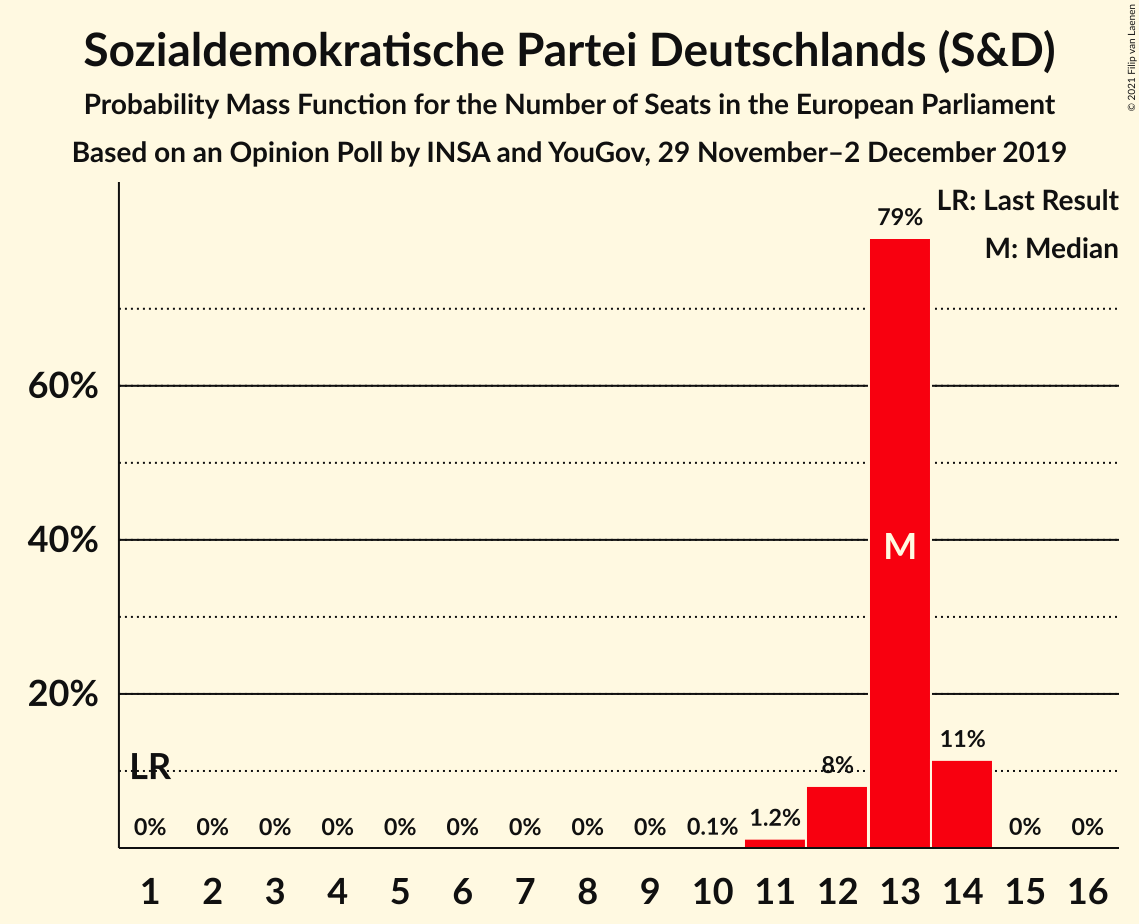 Sozialdemokratische Partei Deutschlands (S&D)
Probability Mass Function for the Number of Seats in the European Parliament
Based on an Opinion Poll by INSA and YouGov, 29 November–2 December 2019
© 2021 Filip van Laenen
LR: Last Result
M: Median
79%
60%
40%
M
20%
11%
LR
8%
1.2%
0% 0% 0% 0% 0% 0% 0% 0% 0% 0.1% 0% 0%
1 2 3 4 5 6 7 8 9 10 11 12 13 14 15 16